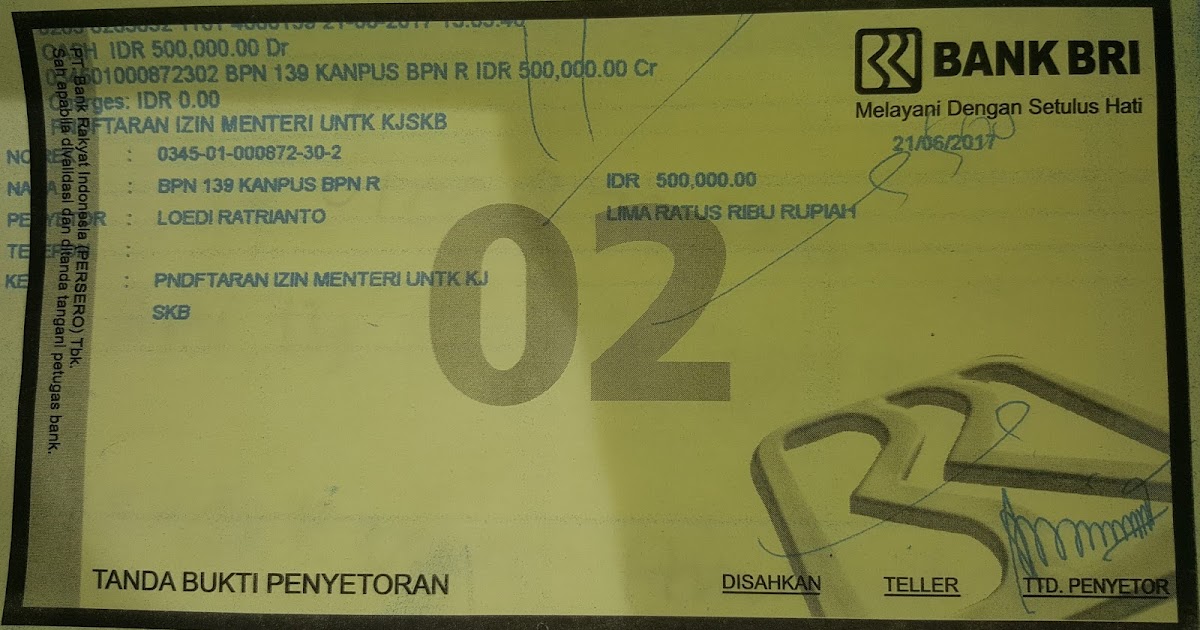 CASH IDR 500,000.00 Dr
601000872302 BPN 139 KANPUS BPN R IDR 500,000.00 Cr
Charges: IDR 0.00
PNDFTARAN IZIN MENTERI UNTK KJSKB
BANK BRI
Melayani Dengan Setulus Hati
21/06/2017
: 0345-01-000872-30-2
: BPN 139 KANPUS BPN R
IDR 500,000.00
PENYETOR : LOEDI RATRIANTO
LIMA RATUS RIBU RUPIAH
: PNDFTARAN IZIN MENTERI UNTK KJ
SKB
02
PT. Bank Rakyat Indonesia (PERSERO) Tbk.
Sah apabila divalidasi dan ditanda tangani petugas bank.
TANDA BUKTI PENYETORAN
DISAHKAN TELLER TTD. PENYETOR